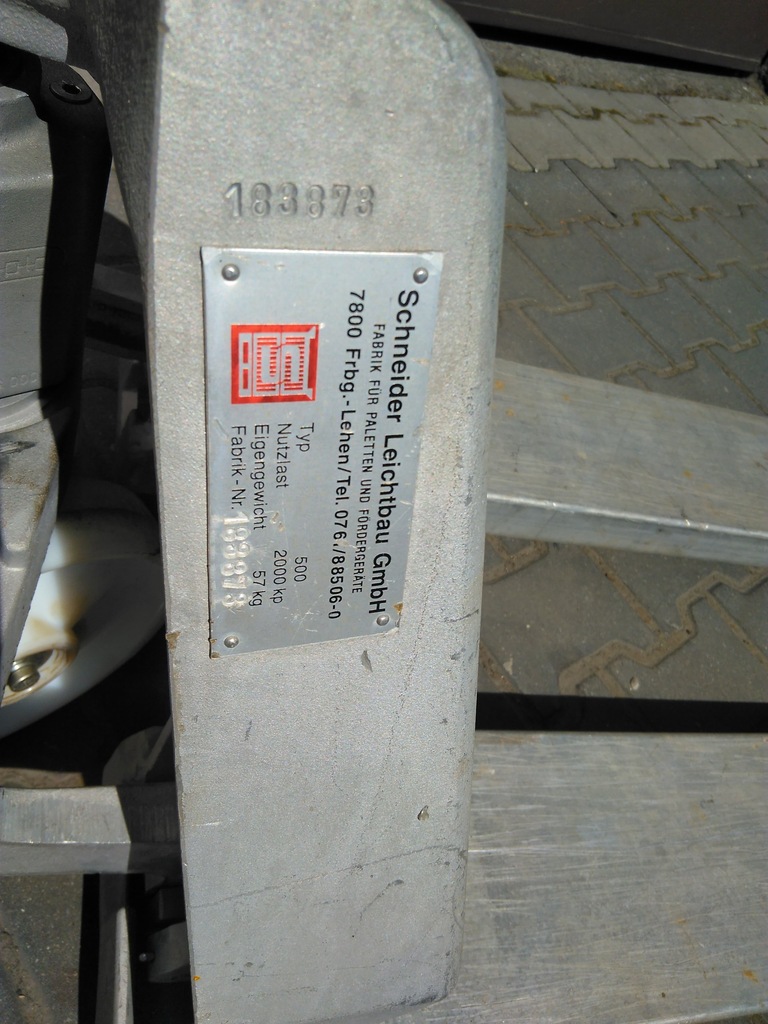 183873
Schneider Leichtbau GmbH
FABRIK FÜR PALETTEN UND FÖRDERGERÄTE
7800 Frbg.-Lehen/Tel. 076./88506-0
Typ 500
Nutzlast 2000 kp
Eigengewicht 57 kg
Fabrik-Nr. 183873